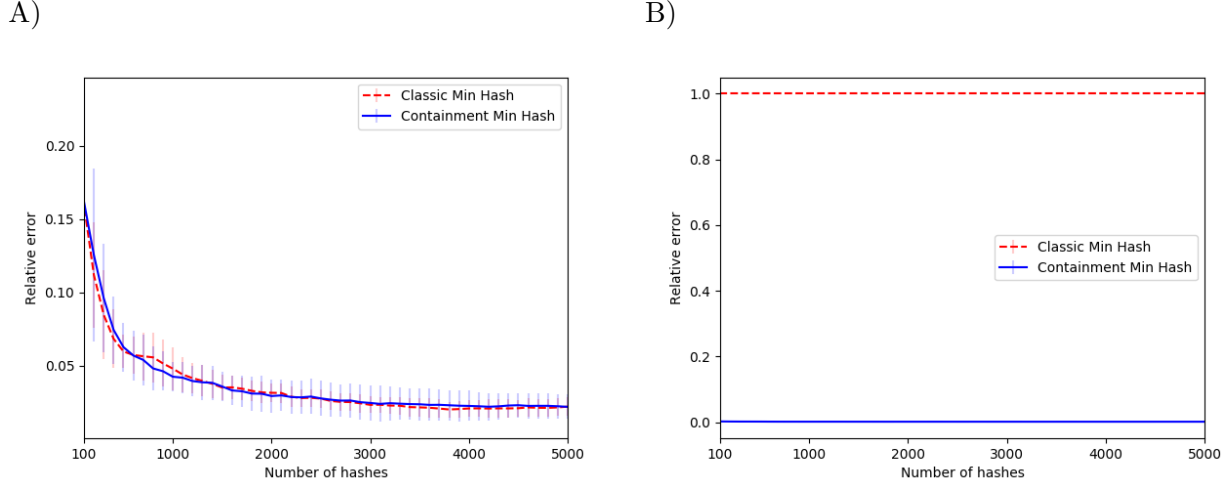 A)
B)
Classic Min Hash
Containment Min Hash
0.20
0.15
0.10
0.05
Relative error
100 1000 2000 3000 4000 5000
Number of hashes
1.0
0.8
0.6
0.4
0.2
0.0
Relative error
Classic Min Hash
Containment Min Hash
100 1000 2000 3000 4000 5000
Number of hashes